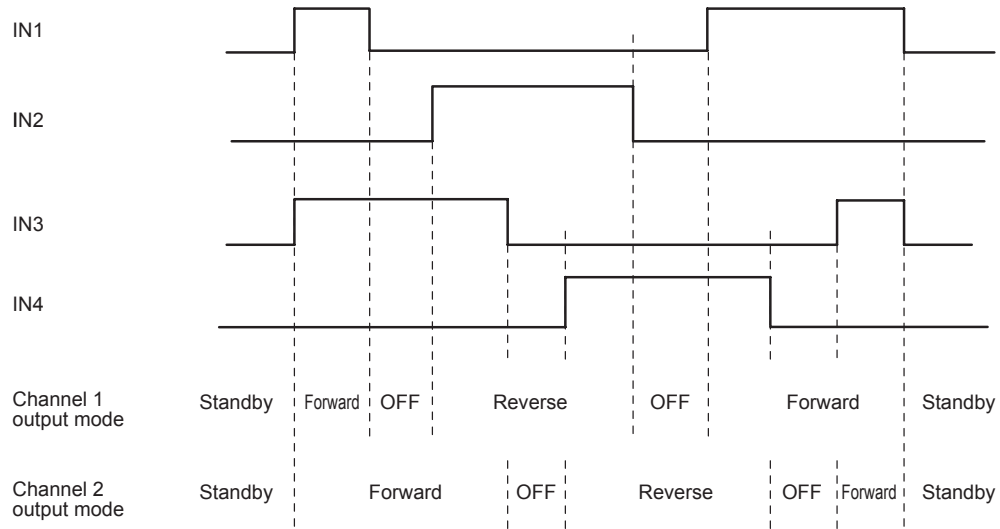 IN1
IN2
IN3
IN4
Channel 1
output mode
Standby Forward OFF Reverse OFF Forward Standby
Channel 2
output mode
Standby Forward OFF Reverse OFF Forward Standby